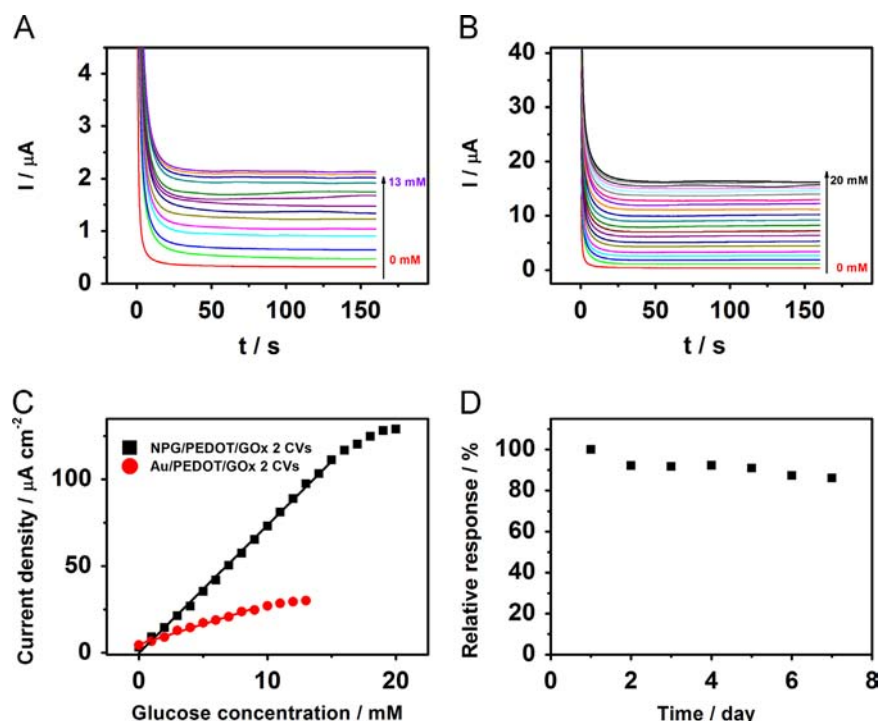 A
4
3
2
1
0
I / μA
13 mM
0 mM
0 50 100 150
t / s
B
40
30
20
10
0
I / μA
20 mM
0 mM
0 50 100 150
t / s
C
100
50
0
Current density / μA cm⁻²
NPG/PEDOT/GOx 2 CVs
Au/PEDOT/GOx 2 CVs
0 10 20
Glucose concentration / mM
D
100
80
60
40
20
0
Relative response / %
0 2 4 6 8
Time / day